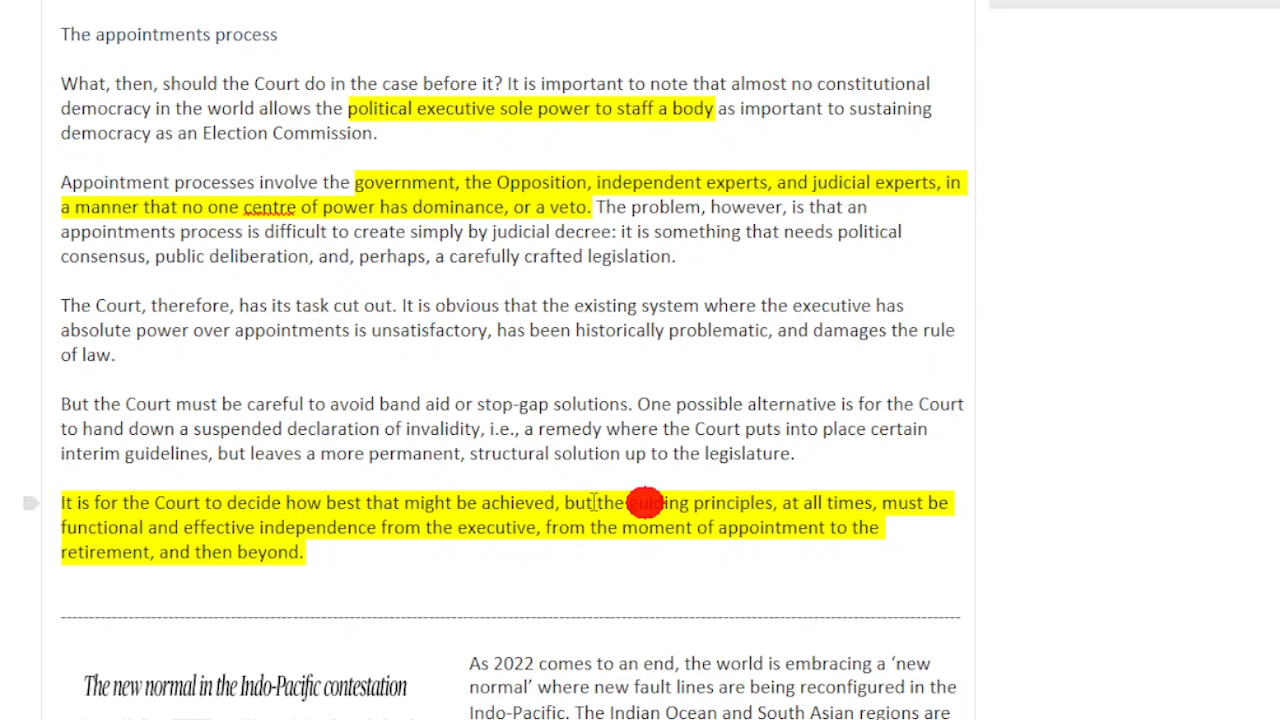 The appointments process
What, then, should the Court do in the case before it? It is important to note that almost no constitutional
democracy in the world allows the political executive sole power to staff a body as important to sustaining
democracy as an Election Commission.
Appointment processes involve the government, the Opposition, independent experts, and judicial experts, in
a manner that no one centre of power has dominance, or a veto. The problem, however, is that an
appointments process is difficult to create simply by judicial decree: it is something that needs political
consensus, public deliberation, and, perhaps, a carefully crafted legislation.
The Court, therefore, has its task cut out. It is obvious that the existing system where the executive has
absolute power over appointments is unsatisfactory, has been historically problematic, and damages the rule
of law.
But the Court must be careful to avoid band aid or stop-gap solutions. One possible alternative is for the Court
to hand down a suspended declaration of invalidity, i.e., a remedy where the Court puts into place certain
interim guidelines, but leaves a more permanent, structural solution up to the legislature.
It is for the Court to decide how best that might be achieved, but the guiding principles, at all times, must be
functional and effective independence from the executive, from the moment of appointment to the
retirement, and then beyond.
The new normal in the Indo-Pacific contestation
As 2022 comes to an end, the world is embracing a ‘new
normal’ where new fault lines are being reconfigured in the
Indo-Pacific. The Indian Ocean and South Asian regions are